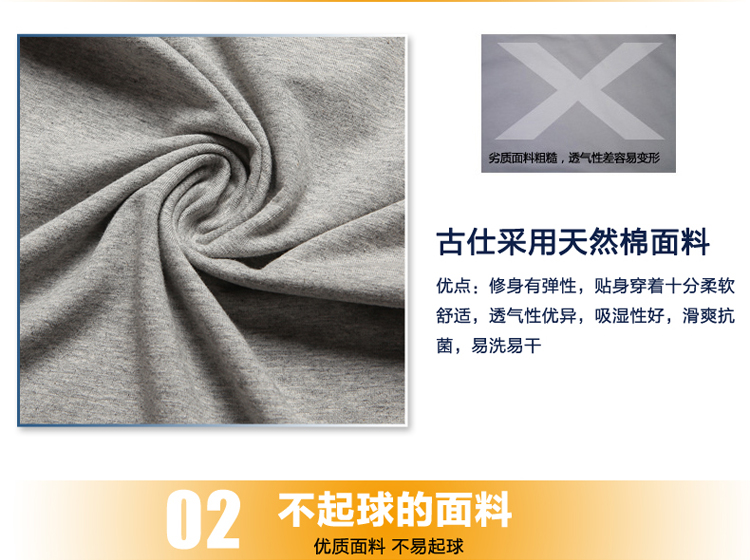 劣质面料粗糙，透气性差容易变形
古仕采用天然棉面料
优点：修身有弹性，贴身穿着十分柔软
舒适，透气性优异，吸湿性好，滑爽抗
菌，易洗易干
02
不起球的面料
优质面料 不易起球